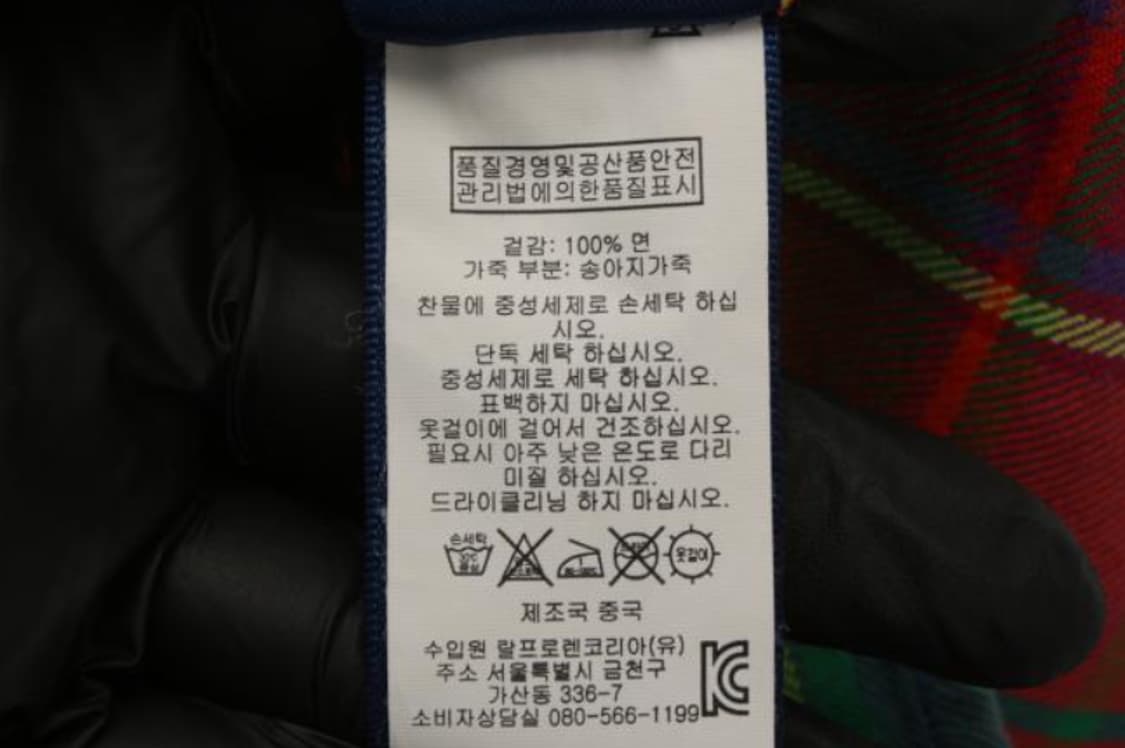 품질경영및공산품안전
관리법에의한품질표시
겉감: 100% 면
가죽 부분: 송아지가죽
찬물에 중성세제로 손세탁 하십
시오.
단독 세탁 하십시오.
중성세제로 세탁 하십시오.
표백하지 마십시오.
옷걸이에 걸어서 건조하십시오.
필요시 아주 낮은 온도로 다리
미질 하십시오.
드라이클리닝 하지 마십시오.
손세탁
옷걸이
제조국 중국
수입원 랄프로렌코리아(유)
주소 서울특별시 금천구
가산동 336-7
소비자상담실 080-566-1199